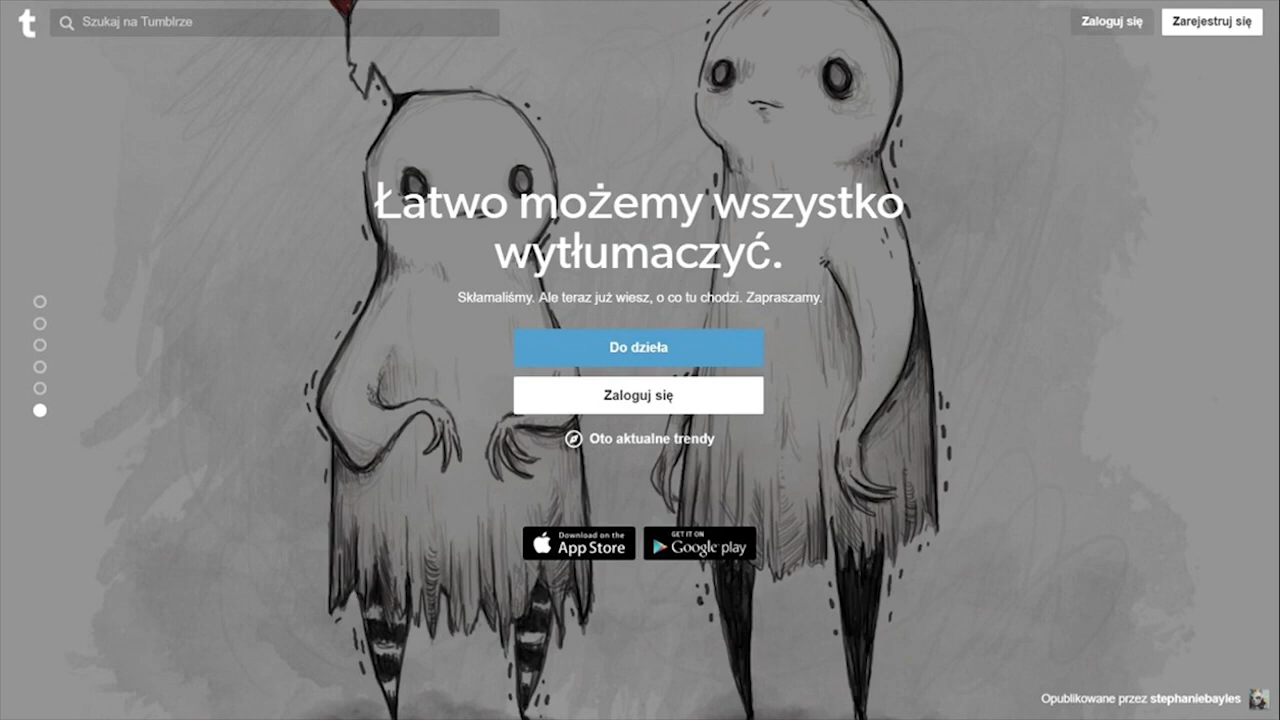 t
Szukaj na Tumblrze
Zaloguj się
Zarejestruj się
Łatwo możemy wszystko
wytłumaczyć.
Skłamaliśmy. Ale teraz już wiesz, o co tu chodzi. Zapraszamy.
Do dzieła
Zaloguj się
Oto aktualne trendy
Download on the
App Store
GET IT ON
Google play
Opublikowane przez stephaniebayles